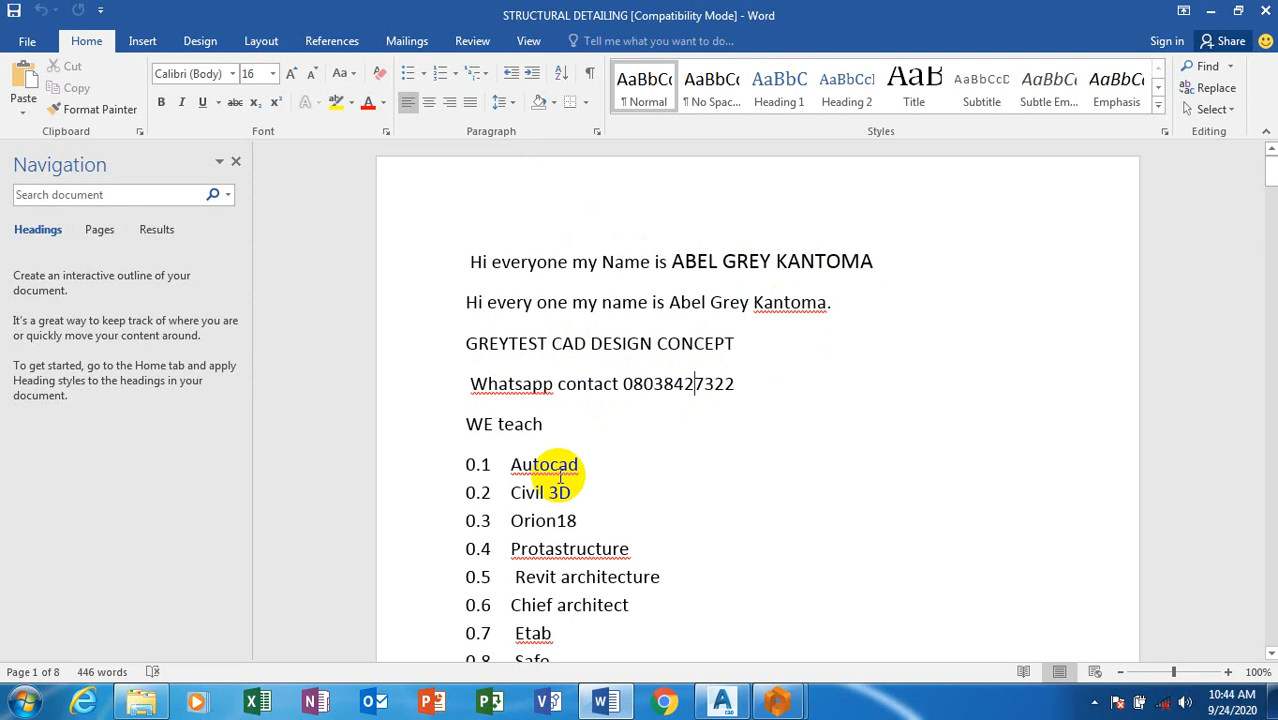 STRUCTURAL DETAILING [Compatibility Mode] - Word
File Home Insert Design Layout References Mailings Review View Tell me what you want to do... Sign in Share
Paste Cut Copy Format Painter
Calibri (Body) 16
AaBbCc AaBbCc AaBbC AaBbCcl AaB AaBbCcD AaBbCc AaBbCc
¶ Normal ¶ No Spac... Heading 1 Heading 2 Title Subtitle Subtle Em... Emphasis
Find
Replace
Select
Clipboard Font Paragraph Styles Editing
Navigation
Search document
Headings Pages Results
Create an interactive outline of your
document.
It's a great way to keep track of where you are
or quickly move your content around.
To get started, go to the Home tab and apply
Heading styles to the headings in your
document.
Hi everyone my Name is ABEL GREY KANTOMA
Hi every one my name is Abel Grey Kantoma.
GREYTEST CAD DESIGN CONCEPT
Whatsapp contact 08038427322
WE teach
0.1 Autocad
0.2 Civil 3D
0.3 Orion18
0.4 Protastructure
0.5 Revit architecture
0.6 Chief architect
0.7 Etab
0.8 Safe
Page 1 of 8 446 words 100%
10:44 AM
9/24/2020